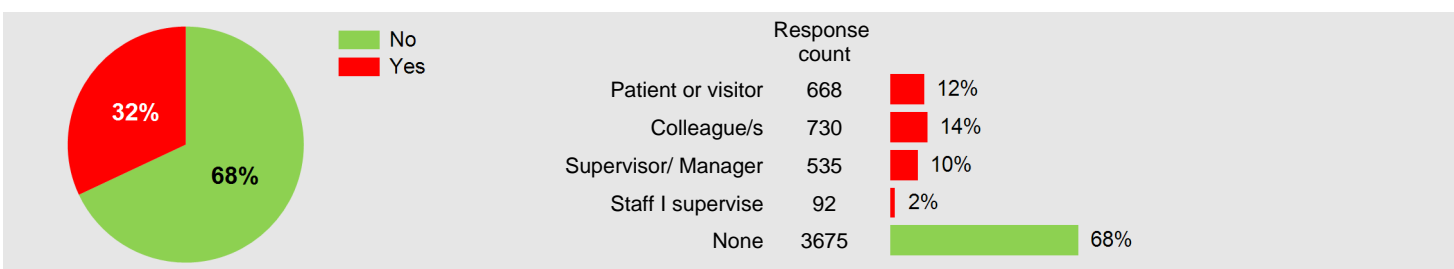 No
Yes
32%
68%
Response
count
Patient or visitor 668 12%
Colleague/s 730 14%
Supervisor/ Manager 535 10%
Staff I supervise 92 2%
None 3675 68%